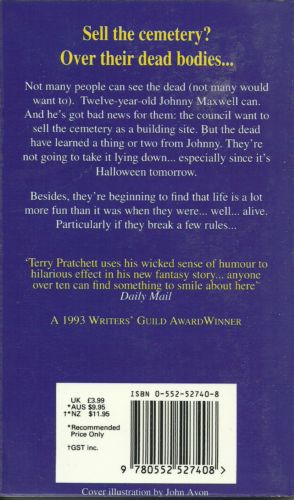 Sell the cemetery?
Over their dead bodies...
Not many people can see the dead (not many would
want to). Twelve-year-old Johnny Maxwell can.
And he's got bad news for them: the council want to
sell the cemetery as a building site. But the dead
have learned a thing or two from Johnny. They're
not going to take it lying down... especially since it's
Halloween tomorrow.
Besides, they're beginning to find that life is a lot
more fun than it was when they were... well... alive.
Particularly if they break a few rules...
'Terry Pratchett uses his wicked sense of humour to
hilarious effect in his new fantasy story... anyone
over ten can find something to smile about here'
Daily Mail
A 1993 WRITERS' GUILD AWARD WINNER
UK £3.99
*AUS $9.95
†*NZ $11.95
*Recommended
Price Only
†GST inc.
ISBN 0-552-52740-8
9 780552 527408 >
Cover illustration by John Avon